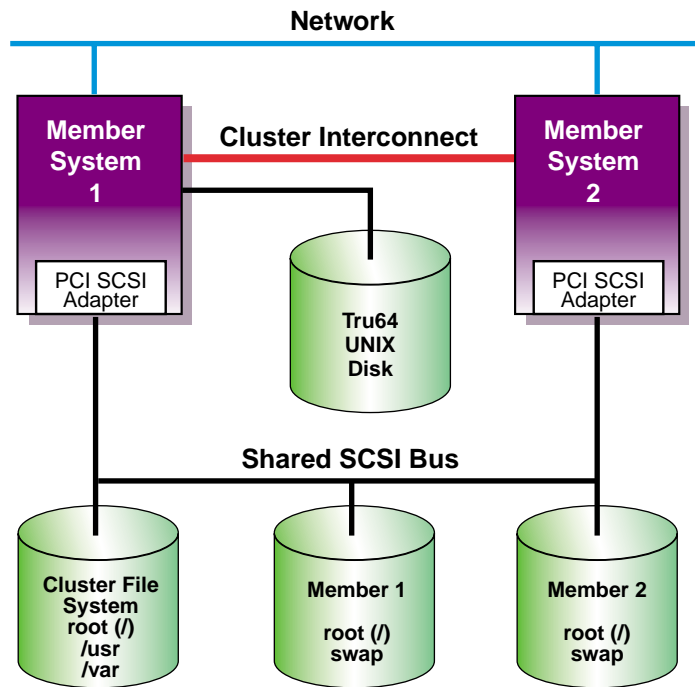 Network
Member
System
1
Cluster Interconnect
Member
System
2
PCI SCSI
Adapter
Tru64
UNIX
Disk
PCI SCSI
Adapter
Shared SCSI Bus
Cluster File
System
root (/)
/usr
/var
Member 1
root (/)
swap
Member 2
root (/)
swap